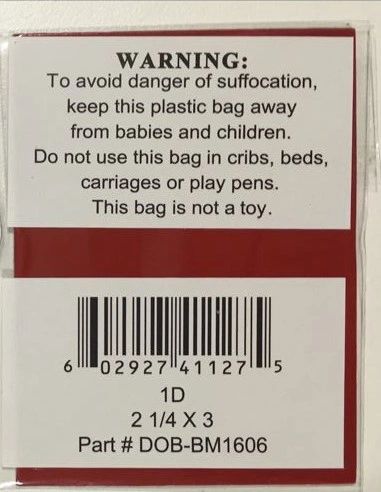 WARNING:
To avoid danger of suffocation,
keep this plastic bag away
from babies and children.
Do not use this bag in cribs, beds,
carriages or play pens.
This bag is not a toy.
6 02927 41127 5
1D
2 1/4 X 3
Part # DOB-BM1606